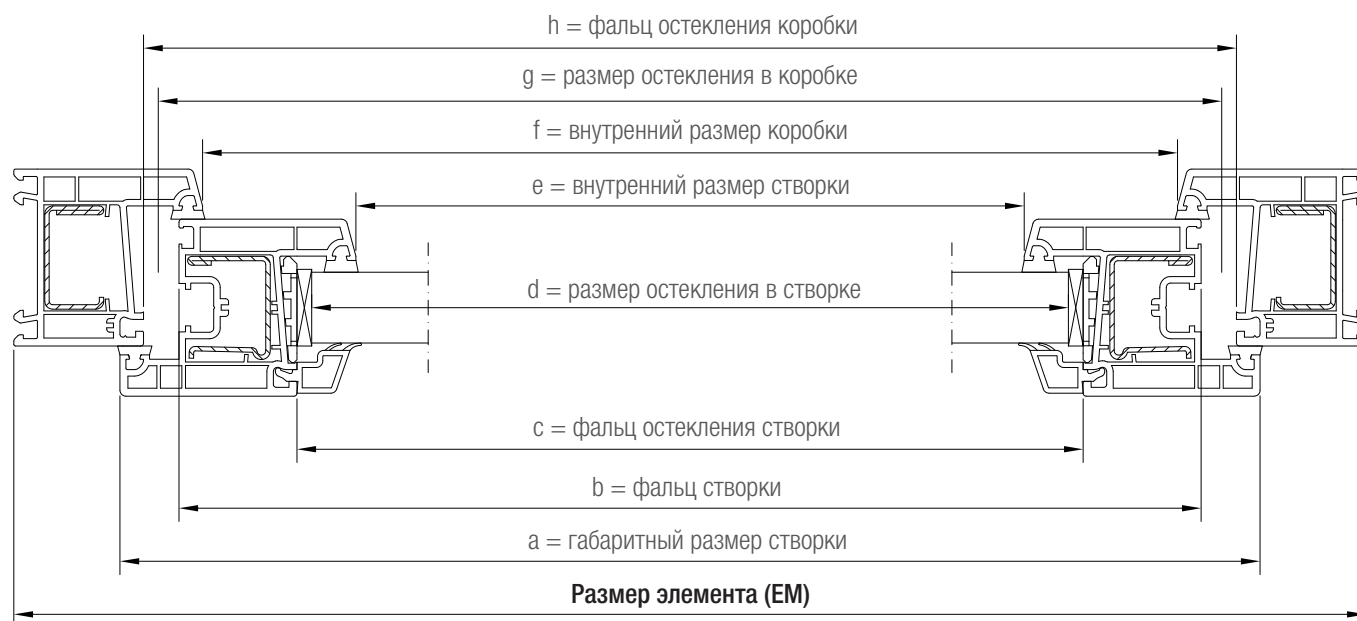 h = фальц остекления коробки
g = размер остекления в коробке
f = внутренний размер коробки
e = внутренний размер створки
d = размер остекления в створке
c = фальц остекления створки
b = фальц створки
a = габаритный размер створки
Размер элемента (EM)